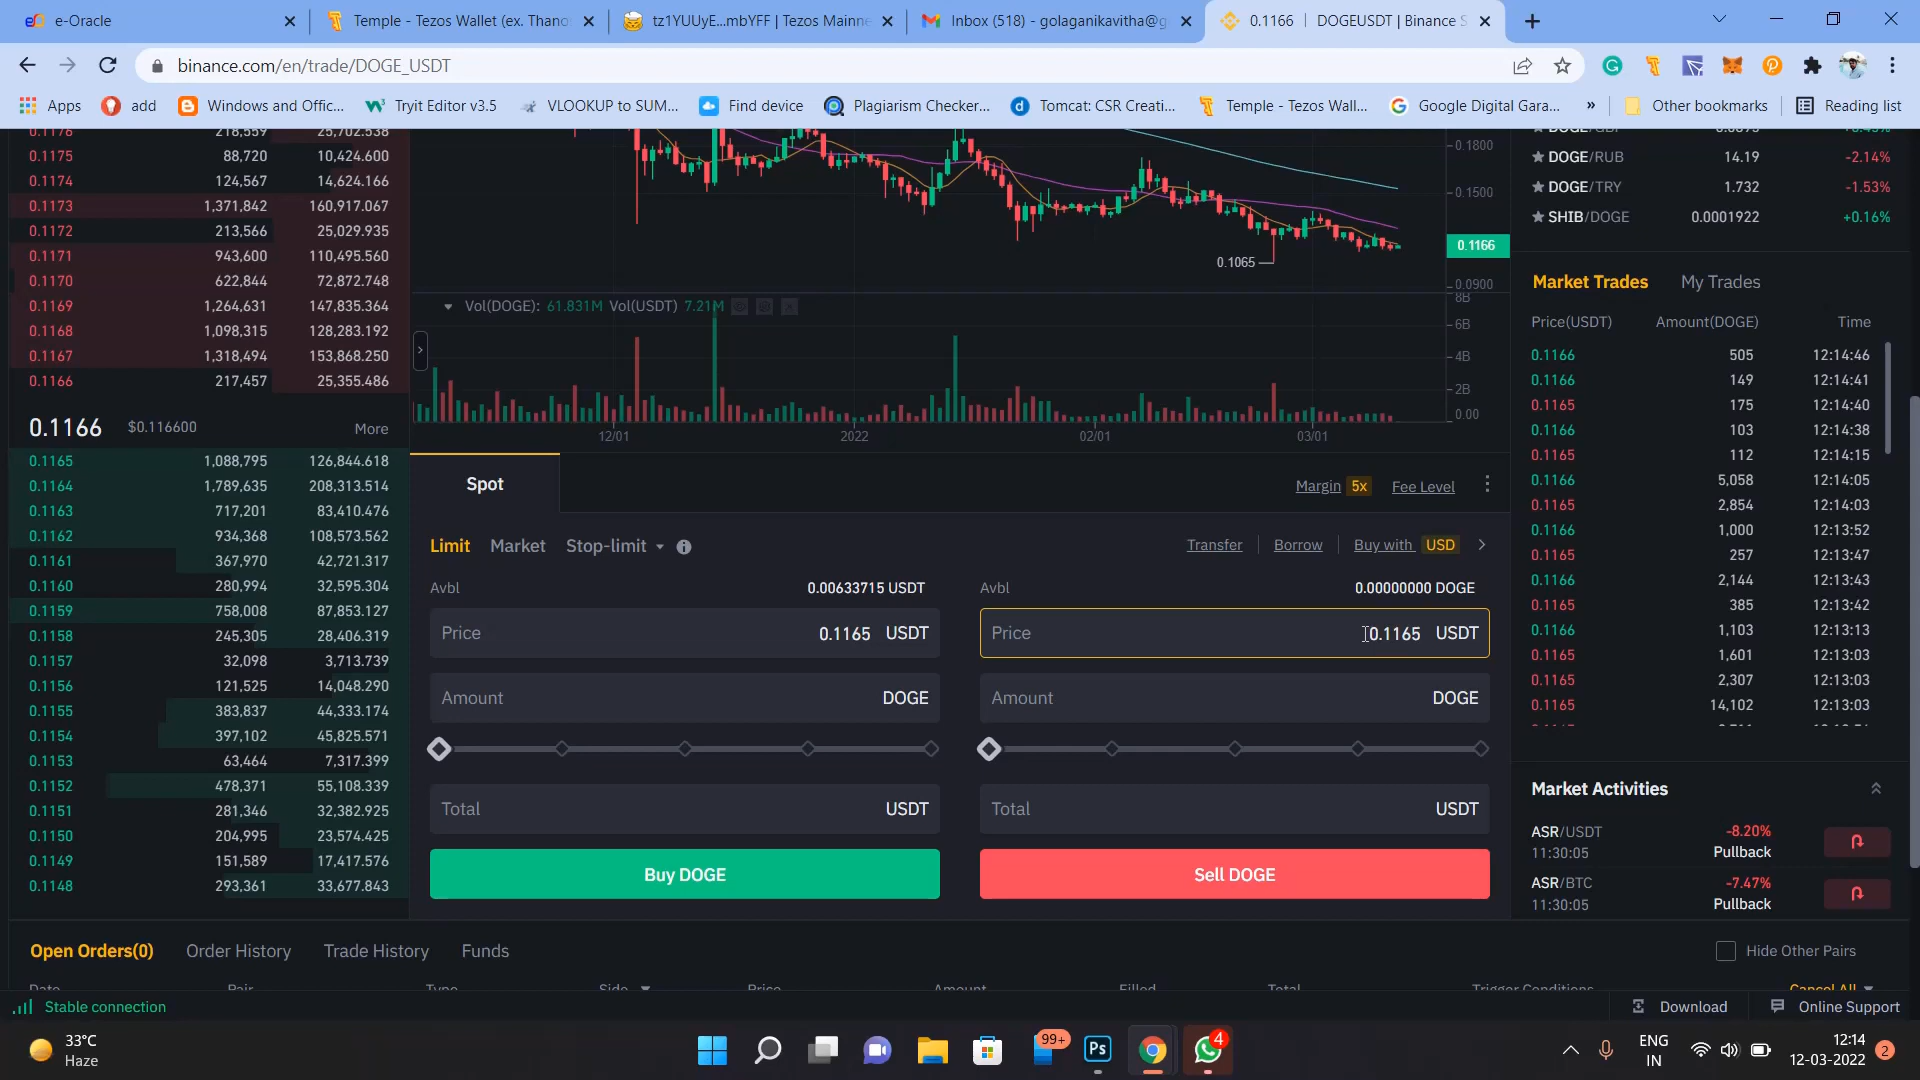 e-Oracle
Temple - Tezos Wallet (ex. Thano
tz1YUUyE...mbYFF | Tezos Mainne
Inbox (518) - golaganikavitha@g
0.1166 | DOGEUSDT | Binance S
binance.com/en/trade/DOGE_USDT
Apps
add
Windows and Offic...
Tryit Editor v3.5
VLOOKUP to SUM...
Find device
Plagiarism Checker...
Tomcat: CSR Creati...
Temple - Tezos Wall...
Google Digital Gara...
»
Other bookmarks
Reading list
0.1176 218,559 25,702.538
0.1175 88,720 10,424.600
0.1174 124,567 14,624.166
0.1173 1,371,842 160,917.067
0.1172 213,566 25,029.935
0.1171 943,600 110,495.560
0.1170 622,844 72,872.748
0.1169 1,264,631 147,835.364
0.1168 1,098,315 128,283.192
0.1167 1,318,494 153,868.250
0.1166 217,457 25,355.486
0.1166 $0.116600 More
0.1165 1,088,795 126,844.618
0.1164 1,789,635 208,313.514
0.1163 717,201 83,410.476
0.1162 934,368 108,573.562
0.1161 367,970 42,721.317
0.1160 280,994 32,595.304
0.1159 758,008 87,853.127
0.1158 245,305 28,406.319
0.1157 32,098 3,713.739
0.1156 121,525 14,048.290
0.1155 383,837 44,333.174
0.1154 397,102 45,825.571
0.1153 63,464 7,317.399
0.1152 478,371 55,108.339
0.1151 281,346 32,382.925
0.1150 204,995 23,574.425
0.1149 151,589 17,417.576
0.1148 293,361 33,677.843
0.1800
0.1500
0.1166
0.1065
0.0900
Vol(DOGE): 61.831M Vol(USDT) 7.21M
8B
6B
4B
2B
0.00
12/01 2022 02/01 03/01
Spot
Margin 5x Fee Level
Limit Market Stop-limit
Transfer Borrow Buy with USD
Avbl 0.00633715 USDT
Price 0.1165 USDT
Amount DOGE
Total USDT
Buy DOGE
Avbl 0.00000000 DOGE
Price 0.1165 USDT
Amount DOGE
Total USDT
Sell DOGE
DOGE/RUB 14.19 -2.14%
DOGE/TRY 1.732 -1.53%
SHIB/DOGE 0.0001922 +0.16%
Market Trades My Trades
Price(USDT) Amount(DOGE) Time
0.1166 505 12:14:46
0.1166 149 12:14:41
0.1165 175 12:14:40
0.1166 103 12:14:38
0.1165 112 12:14:15
0.1166 5,058 12:14:05
0.1165 2,854 12:14:03
0.1166 1,000 12:13:52
0.1165 257 12:13:47
0.1166 2,144 12:13:43
0.1165 385 12:13:42
0.1166 1,103 12:13:13
0.1165 1,601 12:13:03
0.1165 2,307 12:13:03
0.1165 14,102 12:13:03
Market Activities
ASR/USDT -8.20%
11:30:05 Pullback
ASR/BTC -7.47%
11:30:05 Pullback
Open Orders(0) Order History Trade History Funds
Hide Other Pairs
Date Pair Type Side Price Amount Filled Total Trigger Conditions Cancel All
Stable connection
Download Online Support
33°C
Haze
99+
Ps
4
ENG
IN
12:14
12-03-2022
2